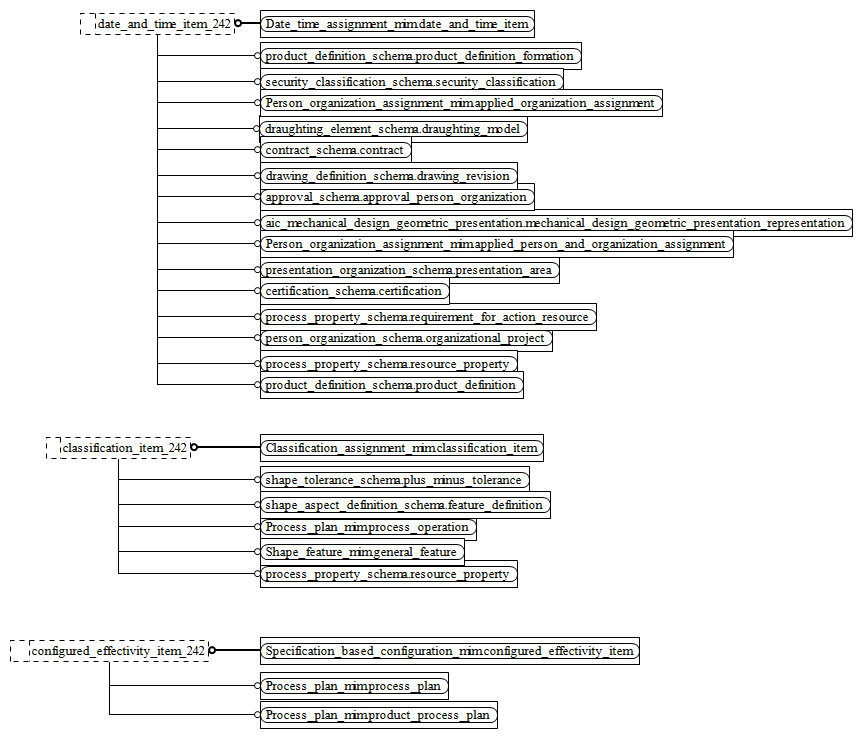 date_and_time_item_242
Date_time_assignment_mim.date_and_time_item
product_definition_schema.product_definition_formation
security_classification_schema.security_classification
Person_organization_assignment_mim.applied_organization_assignment
draughting_element_schema.draughting_model
contract_schema.contract
drawing_definition_schema.drawing_revision
approval_schema.approval_person_organization
aic_mechanical_design_geometric_presentation.mechanical_design_geometric_presentation_representation
Person_organization_assignment_mim.applied_person_and_organization_assignment
presentation_organization_schema.presentation_area
certification_schema.certification
process_property_schema.requirement_for_action_resource
person_organization_schema.organizational_project
process_property_schema.resource_property
product_definition_schema.product_definition
classification_item_242
Classification_assignment_mim.classification_item
shape_tolerance_schema.plus_minus_tolerance
shape_aspect_definition_schema.feature_definition
Process_plan_mim.process_operation
Shape_feature_mim.general_feature
process_property_schema.resource_property
configured_effectivity_item_242
Specification_based_configuration_mim.configured_effectivity_item
Process_plan_mim.process_plan
Process_plan_mim.product_process_plan